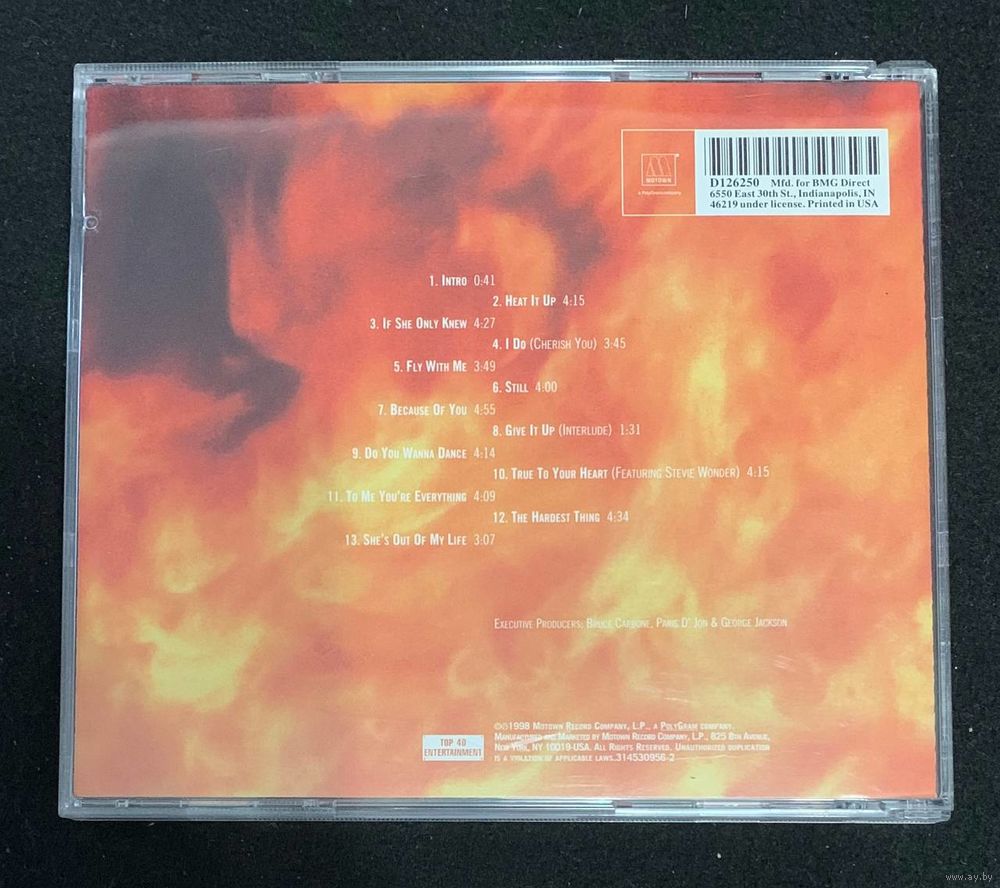 MOTOWN
a PolyGram company
D126250 Mfd. for BMG Direct
6550 East 30th St., Indianapolis, IN
46219 under license. Printed in USA
1. INTRO 0:41
2. HEAT IT UP 4:15
3. IF SHE ONLY KNEW 4:27
4. I DO (CHERISH YOU) 3:45
5. FLY WITH ME 3:49
6. STILL 4:00
7. BECAUSE OF YOU 4:55
8. GIVE IT UP (INTERLUDE) 1:31
9. DO YOU WANNA DANCE 4:14
10. TRUE TO YOUR HEART (FEATURING STEVIE WONDER) 4:15
11. TO ME YOU'RE EVERYTHING 4:09
12. THE HARDEST THING 4:34
13. SHE'S OUT OF MY LIFE 3:07
EXECUTIVE PRODUCERS: BRUCE CARBONE, PARIS D' JON & GEORGE JACKSON
TOP 40
ENTERTAINMENT
©℗1998 MOTOWN RECORD COMPANY, L.P., A POLYGRAM COMPANY.
MANUFACTURED AND MARKETED BY MOTOWN RECORD COMPANY, L.P., 825 8TH AVENUE,
NEW YORK, NY 10019-USA. ALL RIGHTS RESERVED. UNAUTHORIZED DUPLICATION
IS A VIOLATION OF APPLICABLE LAWS. 314530956-2
www.ay.by